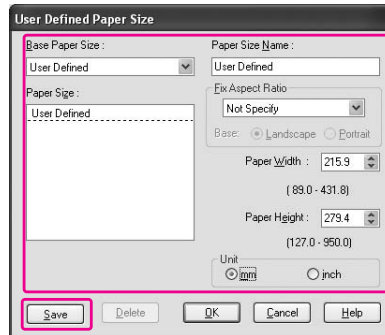 User Defined Paper Size
Base Paper Size :
User Defined
Paper Size :
User Defined
Paper Size Name :
User Defined
Fix Aspect Ratio
Not Specify
Base: Landscape Portrait
Paper Width : 215.9
( 89.0 - 431.8)
Paper Height : 279.4
(127.0 - 950.0)
Unit
mm inch
Save Delete OK Cancel Help